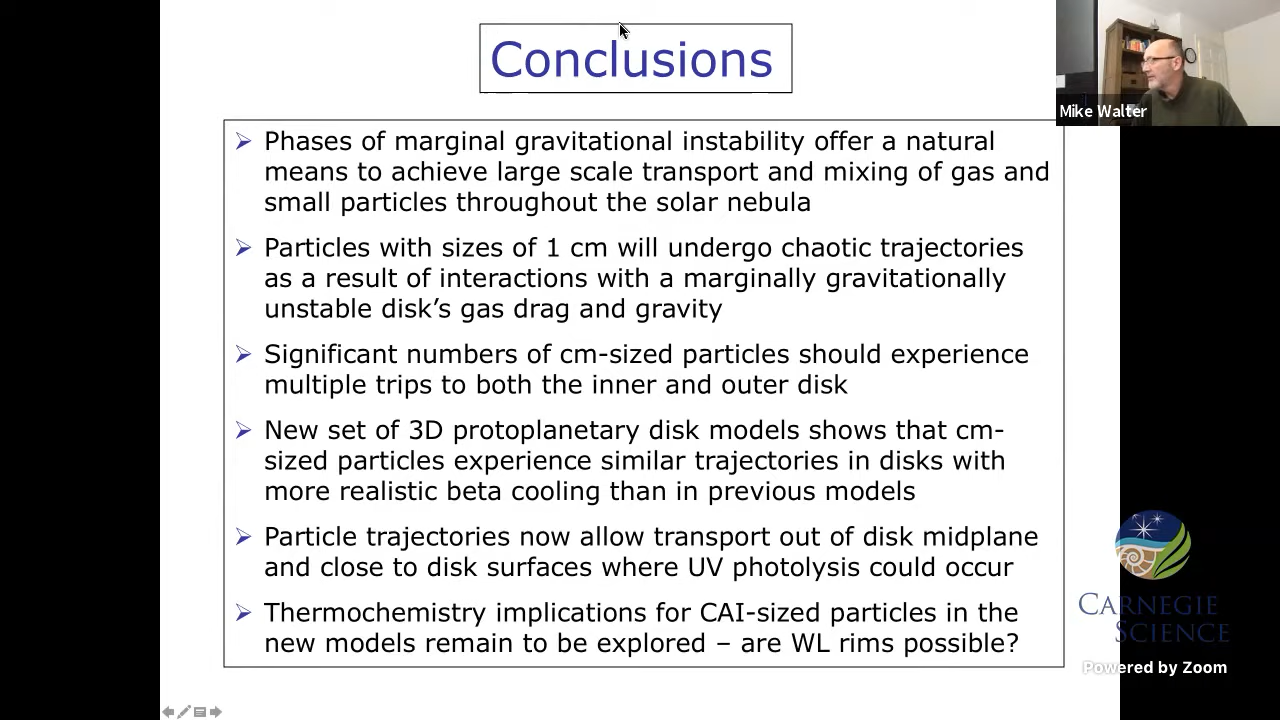 Conclusions
Mike Walter
Phases of marginal gravitational instability offer a natural
means to achieve large scale transport and mixing of gas and
small particles throughout the solar nebula
Particles with sizes of 1 cm will undergo chaotic trajectories
as a result of interactions with a marginally gravitationally
unstable disk’s gas drag and gravity
Significant numbers of cm-sized particles should experience
multiple trips to both the inner and outer disk
New set of 3D protoplanetary disk models shows that cm-
sized particles experience similar trajectories in disks with
more realistic beta cooling than in previous models
Particle trajectories now allow transport out of disk midplane
and close to disk surfaces where UV photolysis could occur
Thermochemistry implications for CAI-sized particles in the
new models remain to be explored – are WL rims possible?
CARNEGIE
SCIENCE
Powered by Zoom